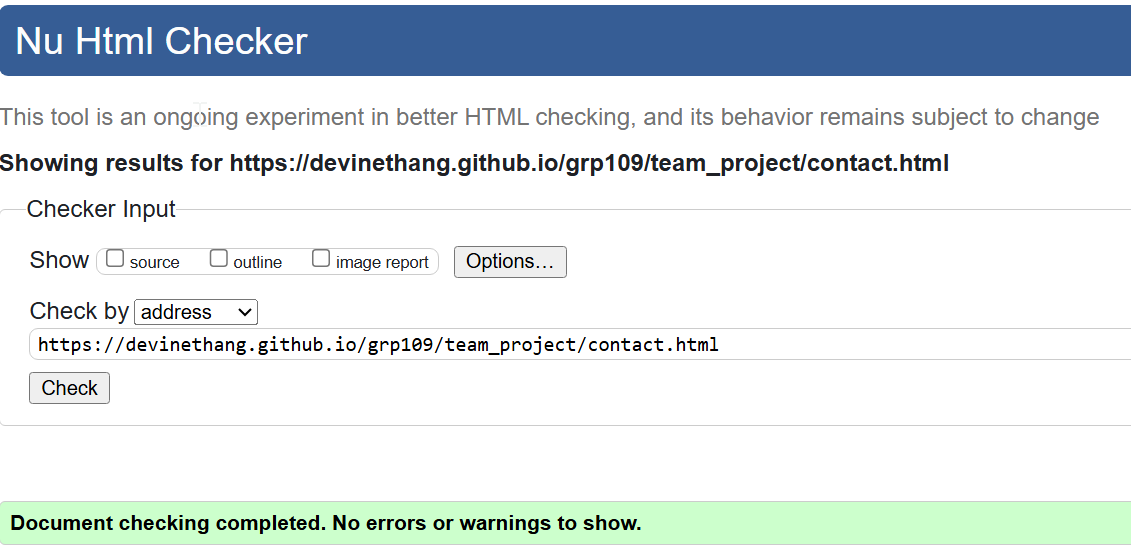 Nu Html Checker
This tool is an ongoing experiment in better HTML checking, and its behavior remains subject to change
Showing results for https://devinethang.github.io/grp109/team_project/contact.html
Checker Input
Show source outline image report Options...
Check by address
https://devinethang.github.io/grp109/team_project/contact.html
Check
Document checking completed. No errors or warnings to show.